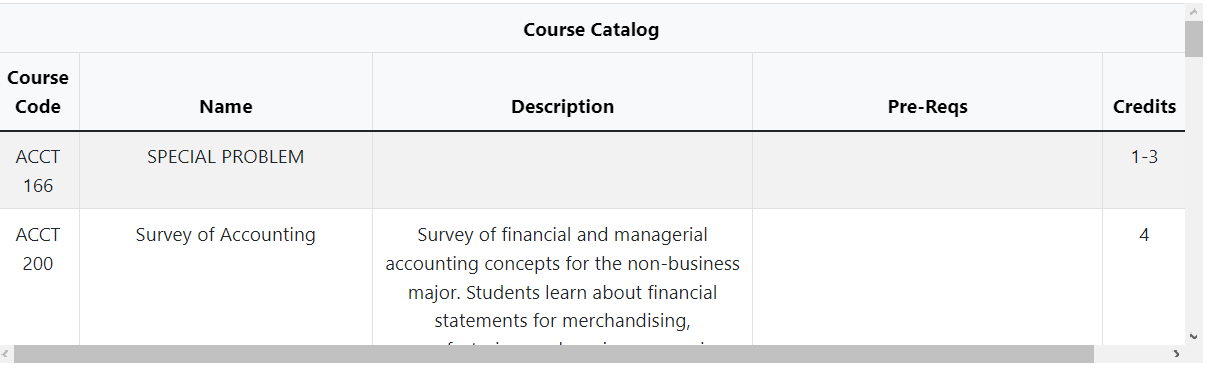 Course Catalog
Course
Code
Name
Description
Pre-Reqs
Credits
ACCT
166
SPECIAL PROBLEM
1-3
ACCT
200
Survey of Accounting
Survey of financial and managerial
accounting concepts for the non-business
major. Students learn about financial
statements for merchandising,
4